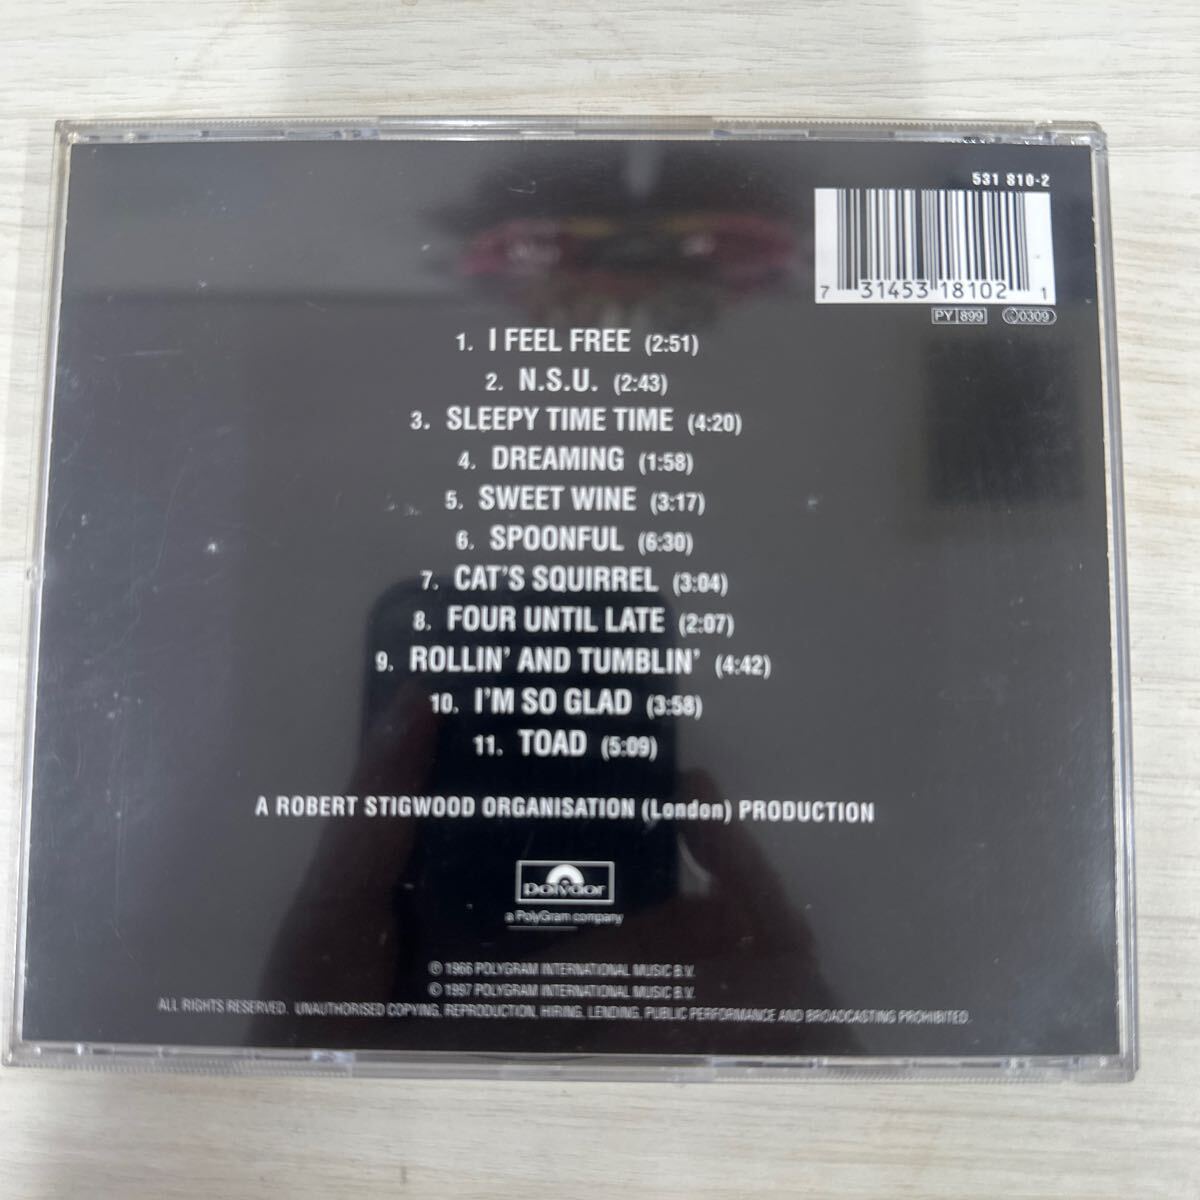 531 810-2
7 31453 18102 1
PY 899 LC 0309
1. I FEEL FREE (2:51)
2. N.S.U. (2:43)
3. SLEEPY TIME TIME (4:20)
4. DREAMING (1:58)
5. SWEET WINE (3:17)
6. SPOONFUL (6:30)
7. CAT'S SQUIRREL (3:04)
8. FOUR UNTIL LATE (2:07)
9. ROLLIN' AND TUMBLIN' (4:42)
10. I'M SO GLAD (3:58)
11. TOAD (5:09)
A ROBERT STIGWOOD ORGANISATION (London) PRODUCTION
polydor
a PolyGram company
℗ 1966 POLYGRAM INTERNATIONAL MUSIC B.V.
© 1997 POLYGRAM INTERNATIONAL MUSIC B.V.
ALL RIGHTS RESERVED. UNAUTHORISED COPYING, REPRODUCTION, HIRING, LENDING, PUBLIC PERFORMANCE AND BROADCASTING PROHIBITED.